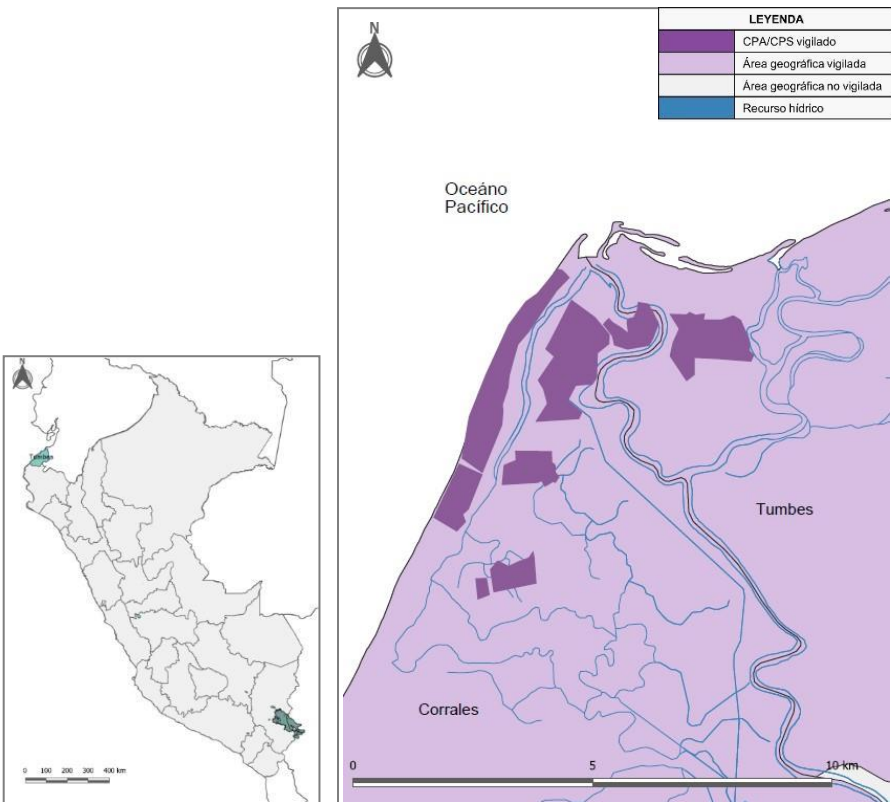 LEYENDA
CPA/CPS vigilado
Área geográfica vigilada
Área geográfica no vigilada
Recurso hídrico
N
Oceáno
Pacífico
Tumbes
Corrales
0 5 10 km
N
Tumbes
0 100 200 300 400 km